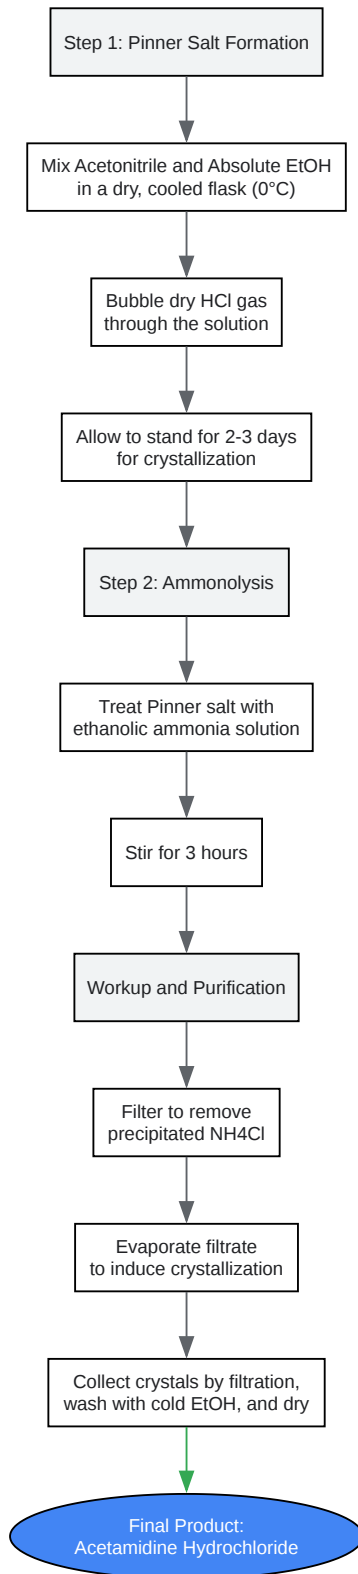 Step 1: Pinner Salt Formation
Mix Acetonitrile and Absolute EtOH
in a dry, cooled flask (0°C)
Bubble dry HCl gas
through the solution
Allow to stand for 2-3 days
for crystallization
Step 2: Ammonolysis
Treat Pinner salt with
ethanolic ammonia solution
Stir for 3 hours
Workup and Purification
Filter to remove
precipitated NH4Cl
Evaporate filtrate
to induce crystallization
Collect crystals by filtration,
wash with cold EtOH, and dry
Final Product:
Acetamidine Hydrochloride